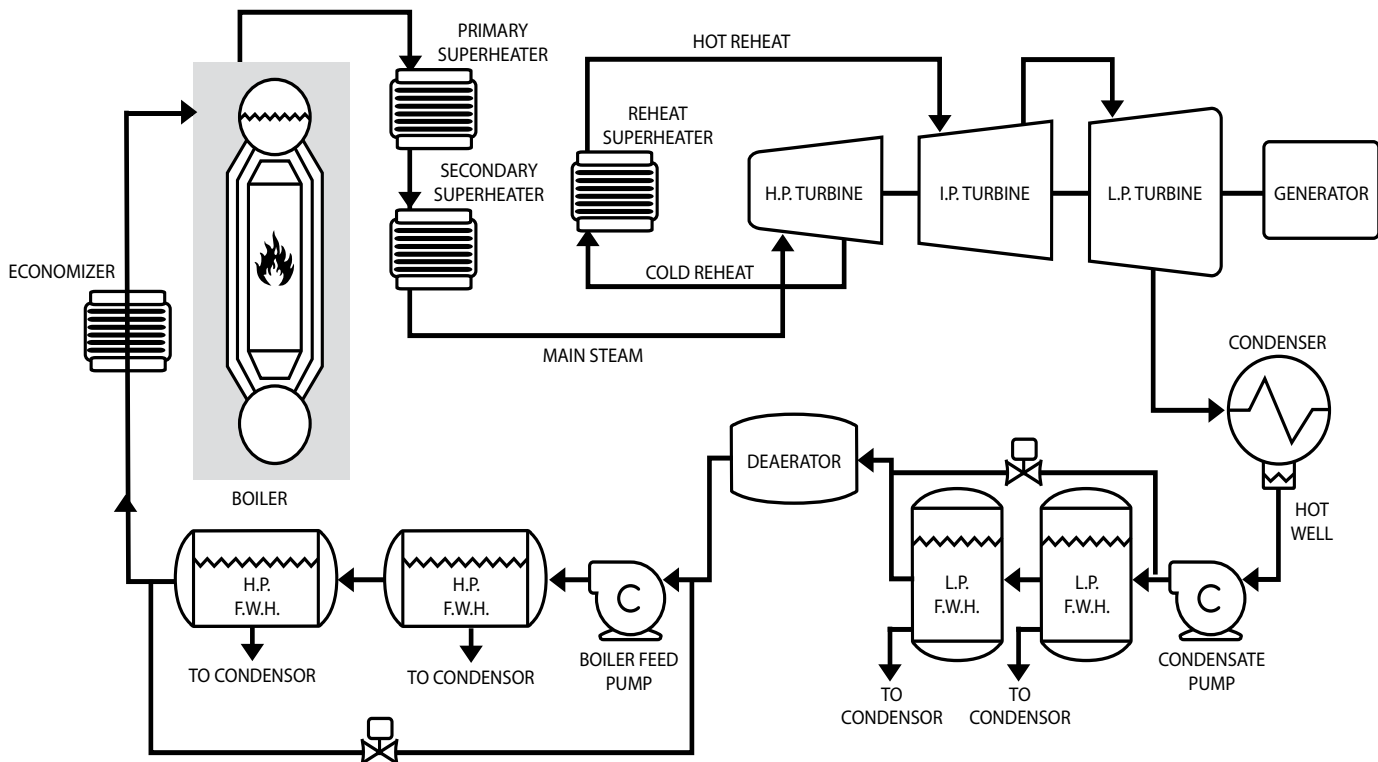 PRIMARY
SUPERHEATER
HOT REHEAT
REHEAT
SUPERHEATER
SECONDARY
SUPERHEATER
H.P. TURBINE
I.P. TURBINE
L.P. TURBINE
GENERATOR
ECONOMIZER
COLD REHEAT
MAIN STEAM
CONDENSER
DEAERATOR
BOILER
HOT
WELL
H.P.
F.W.H.
H.P.
F.W.H.
C
L.P.
F.W.H.
L.P.
F.W.H.
C
TO CONDENSOR
TO CONDENSOR
BOILER FEED
PUMP
TO
CONDENSOR
TO
CONDENSOR
CONDENSATE
PUMP